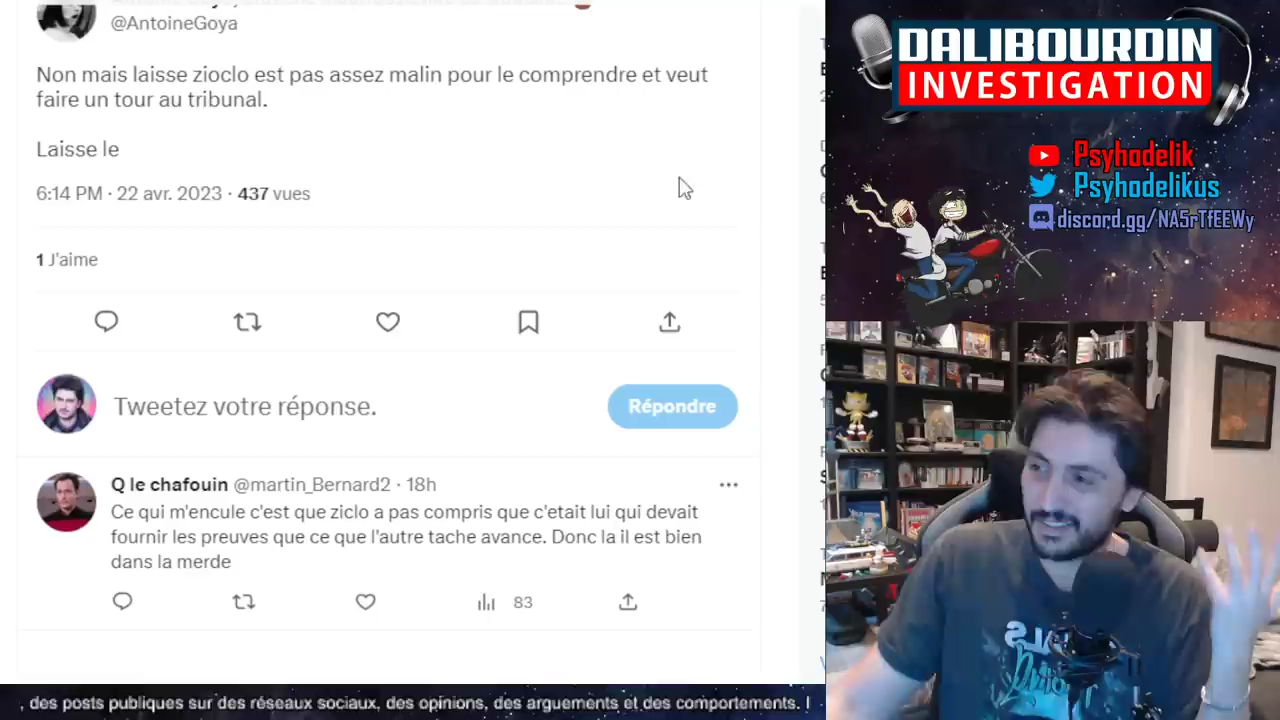 @AntoineGoya
Non mais laisse zioclo est pas assez malin pour le comprendre et veut
faire un tour au tribunal.
Laisse le
6:14 PM · 22 avr. 2023 · 437 vues
1 J'aime
Tweetez votre réponse.
Répondre
Q le chafouin @martin_Bernard2 · 18h
Ce qui m'encule c'est que ziclo a pas compris que c'etait lui qui devait
fournir les preuves que ce que l'autre tache avance. Donc la il est bien
dans la merde
83
, des posts publiques sur des réseaux sociaux, des opinions, des arguements et des comportements. I
DALIBOURDIN
INVESTIGATION
Psyhodelik
Psyhodelikus
discord.gg/NA5rTfEEWy